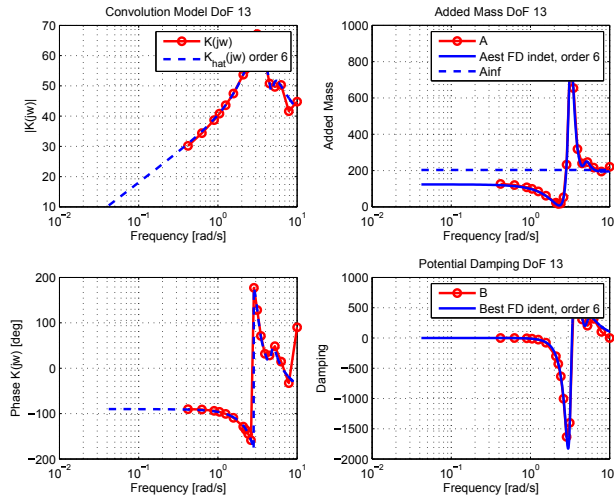 Convolution Model DoF 13
|K(jw)|
70
60
50
40
30
20
10
K(jw)
K_hat(jw) order 6
10^-2
10^-1
10^0
10^1
Frequency [rad/s]
Added Mass DoF 13
Added Mass
800
600
400
200
0
A
Aest FD indet, order 6
Ainf
10^-2
10^-1
10^0
10^1
Frequency [rad/s]
Phase K(jw) [deg]
200
100
0
−100
−200
10^-2
10^-1
10^0
10^1
Frequency [rad/s]
Potential Damping DoF 13
Damping
1000
500
0
−500
−1000
−1500
−2000
B
Best FD ident, order 6
10^-2
10^-1
10^0
10^1
Frequency [rad/s]